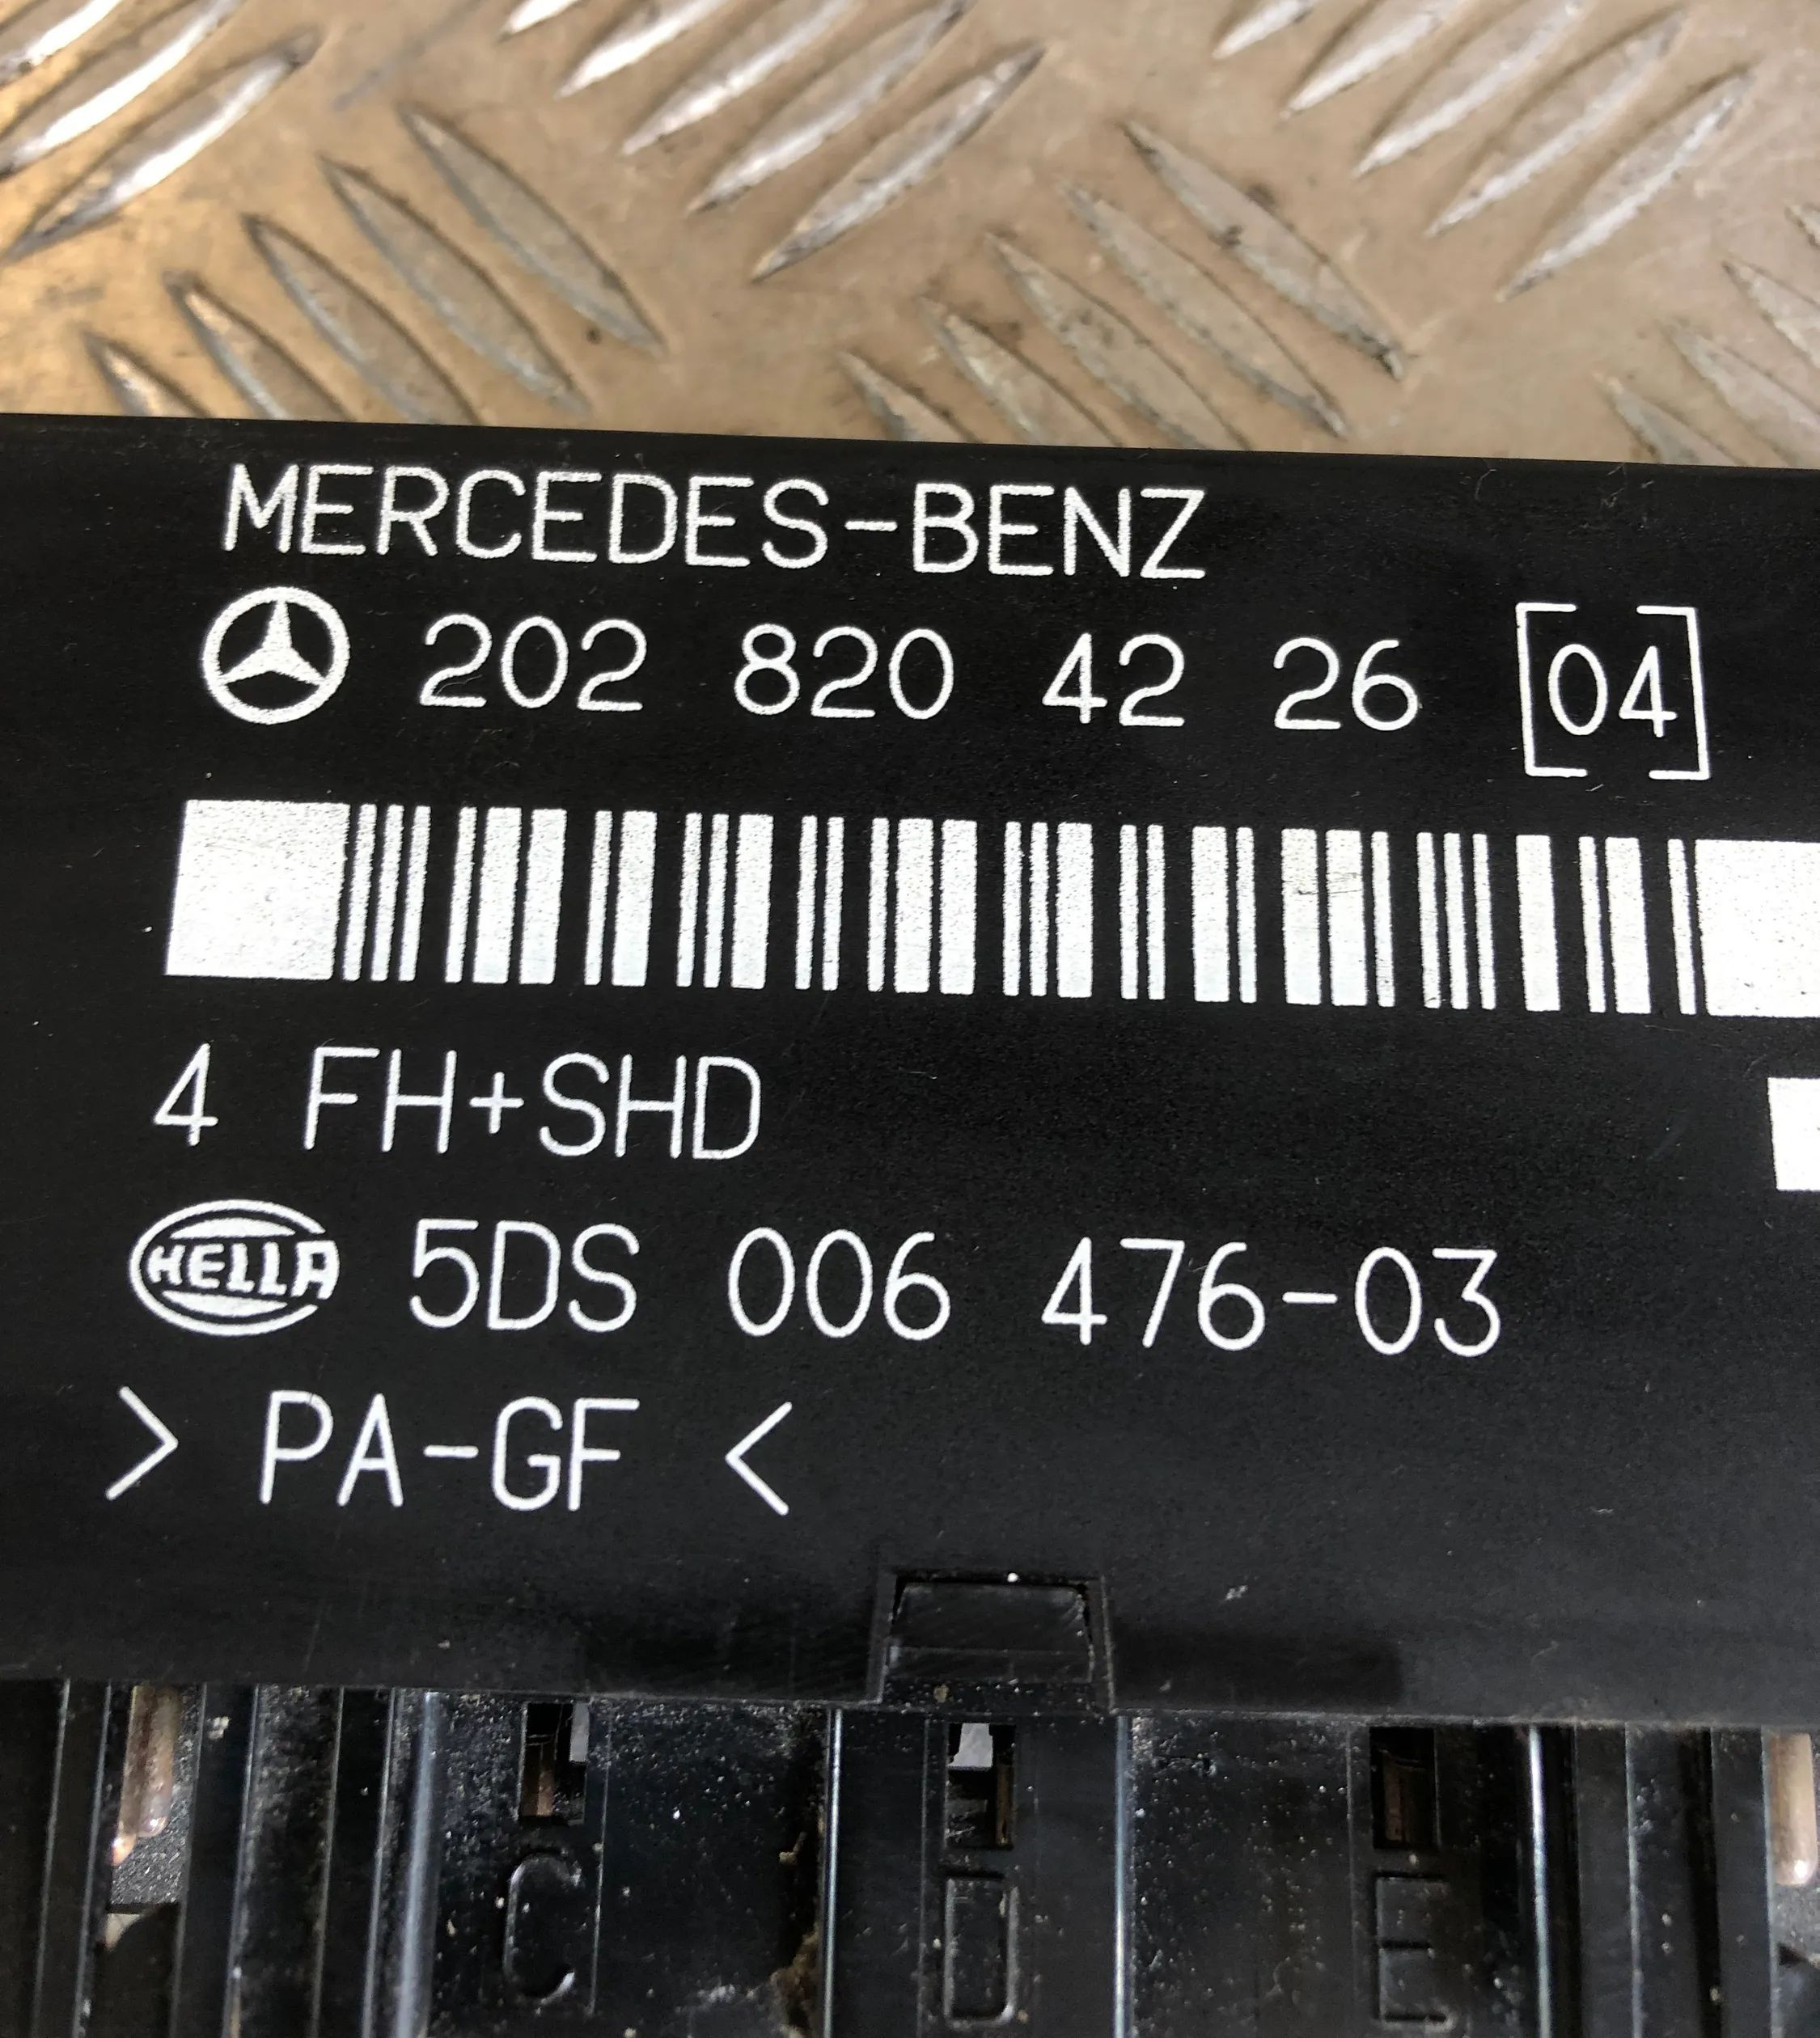 MERCEDES-BENZ
202 820 42 26 [04]
4 FH+SHD
HELLA 5DS 006 476-03
> PA-GF <
C D E